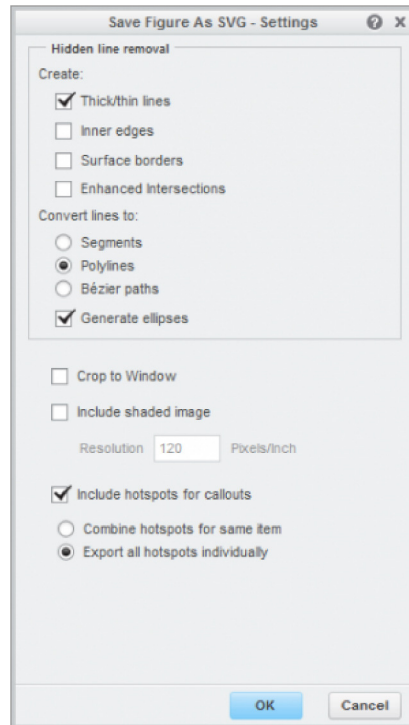 Save Figure As SVG - Settings
Hidden line removal
Create:
Thick/thin lines
Inner edges
Surface borders
Enhanced Intersections
Convert lines to:
Segments
Polylines
Bézier paths
Generate ellipses
Crop to Window
Include shaded image
Resolution 120 Pixels/Inch
Include hotspots for callouts
Combine hotspots for same item
Export all hotspots individually
OK Cancel